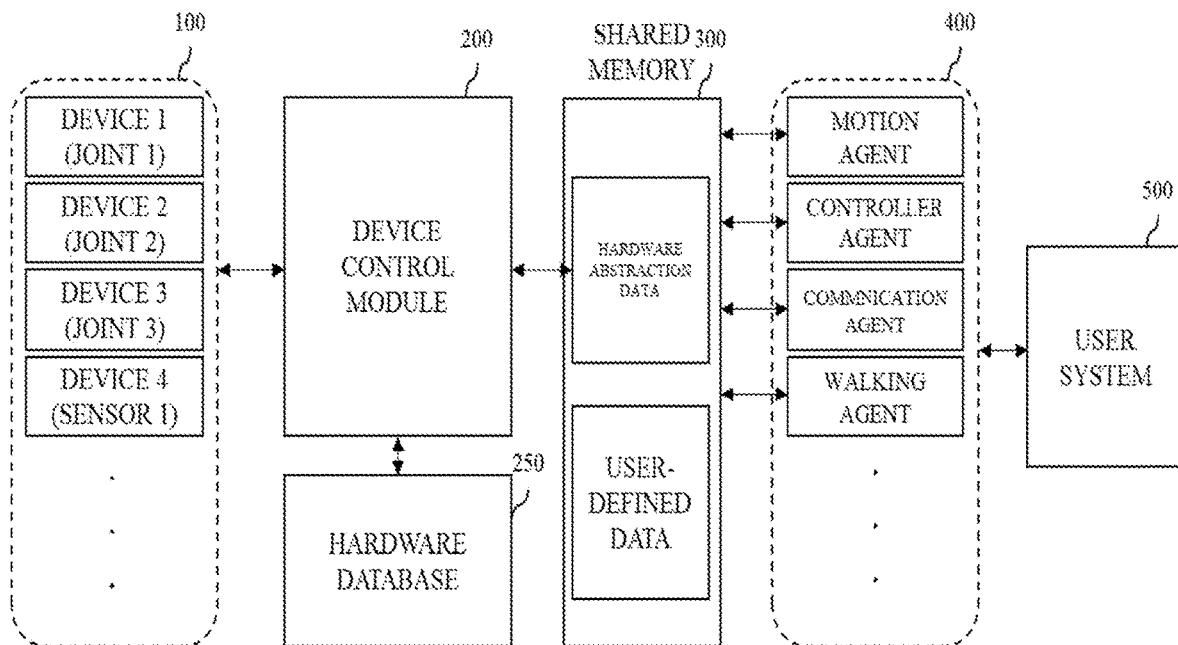 100
DEVICE 1
(JOINT 1)
DEVICE 2
(JOINT 2)
DEVICE 3
(JOINT 3)
DEVICE 4
(SENSOR 1)
200
DEVICE
CONTROL
MODULE
250
HARDWARE
DATABASE
SHARED
MEMORY
300
HARDWARE
ABSTRACTION
DATA
USER-
DEFINED
DATA
400
MOTION
AGENT
CONTROLLER
AGENT
COMMNICATION
AGENT
WALKING
AGENT
500
USER
SYSTEM